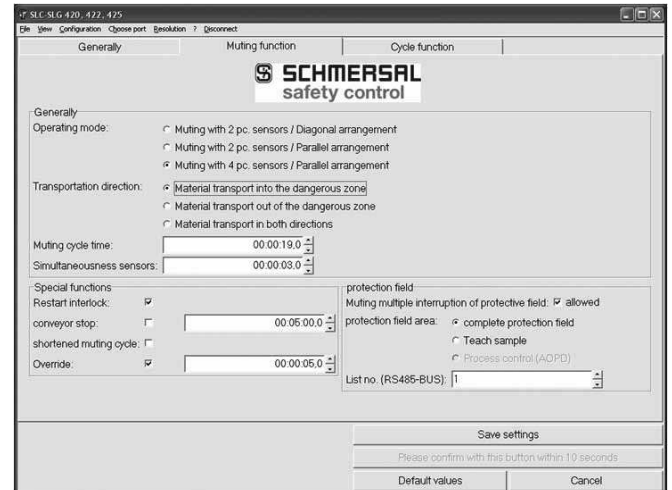 SLC-SLG 420, 422, 425
File View Configuration Choose port Resolution ? Disconnect
Generally Muting function Cycle function
SCHMERSAL
safety control
Generally
Operating mode: Muting with 2 pc. sensors / Diagonal arrangement
Muting with 2 pc. sensors / Parallel arrangement
Muting with 4 pc. sensors / Parallel arrangement
Transportation direction: Material transport into the dangerous zone
Material transport out of the dangerous zone
Material transport in both directions
Muting cycle time: 00:00:19,0
Simultaneousness sensors: 00:00:03,0
Special functions
Restart interlock:
conveyor stop: 00:05:00,0
shortened muting cycle:
Override: 00:00:05,0
protection field
Muting multiple interruption of protective field: allowed
protection field area: complete protection field
Teach sample
Process control (AOPD)
List no. (RS485-BUS): 1
Save settings
Please confirm with this button within 10 seconds
Default values Cancel